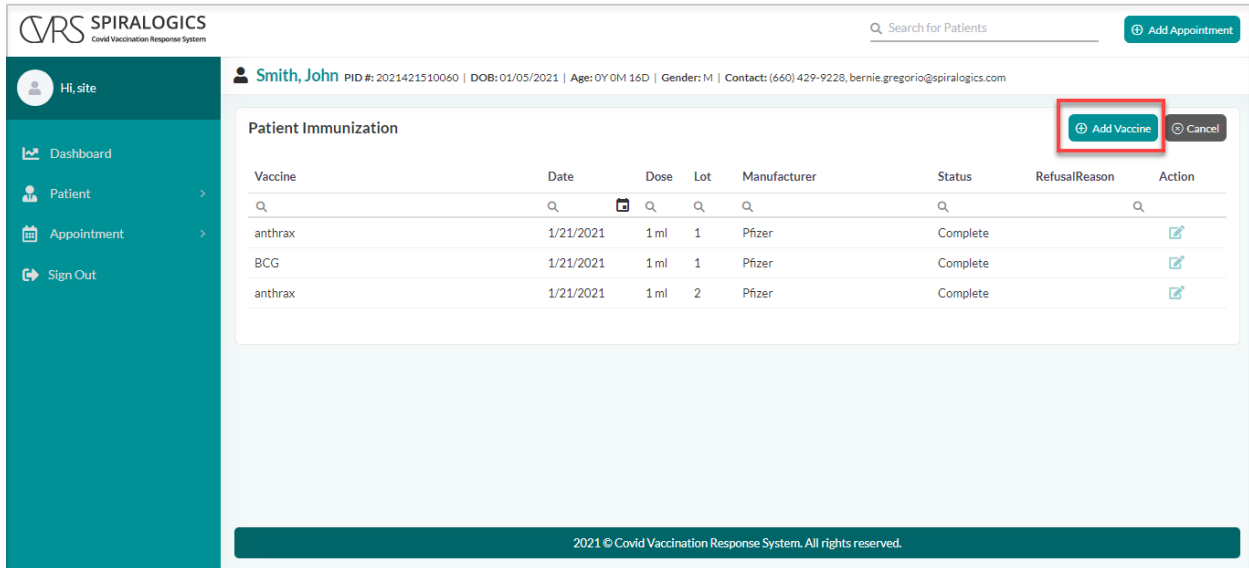 CVRS SPIRALOGICS
Covid Vaccination Response System
Search for Patients
Add Appointment
Hi, site
Dashboard
Patient
Appointment
Sign Out
Smith, John PID #: 2021421510060 | DOB: 01/05/2021 | Age: 0Y 0M 16D | Gender: M | Contact: (660) 429-9228, bernie.gregorio@spiralogics.com
Patient Immunization
Add Vaccine
Cancel
Vaccine Date Dose Lot Manufacturer Status RefusalReason Action
anthrax 1/21/2021 1 ml 1 Pfizer Complete
BCG 1/21/2021 1 ml 1 Pfizer Complete
anthrax 1/21/2021 1 ml 2 Pfizer Complete
2021 © Covid Vaccination Response System. All rights reserved.